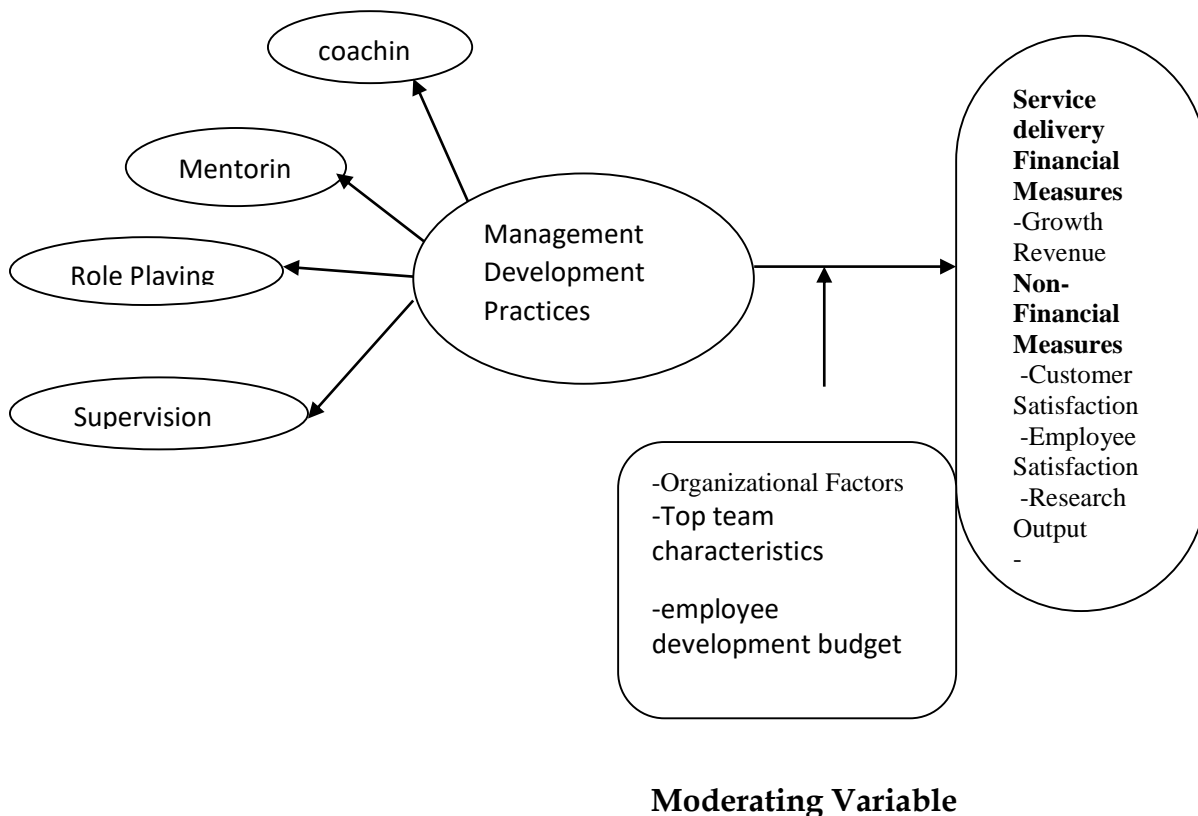 coachin
Mentorin
Role Playing
Supervision
Management
Development
Practices
Service
delivery
Financial
Measures
-Growth
Revenue
Non-
Financial
Measures
-Customer
Satisfaction
-Employee
Satisfaction
-Research
Output
-
-Organizational Factors
-Top team
characteristics
-employee
development budget
Moderating Variable